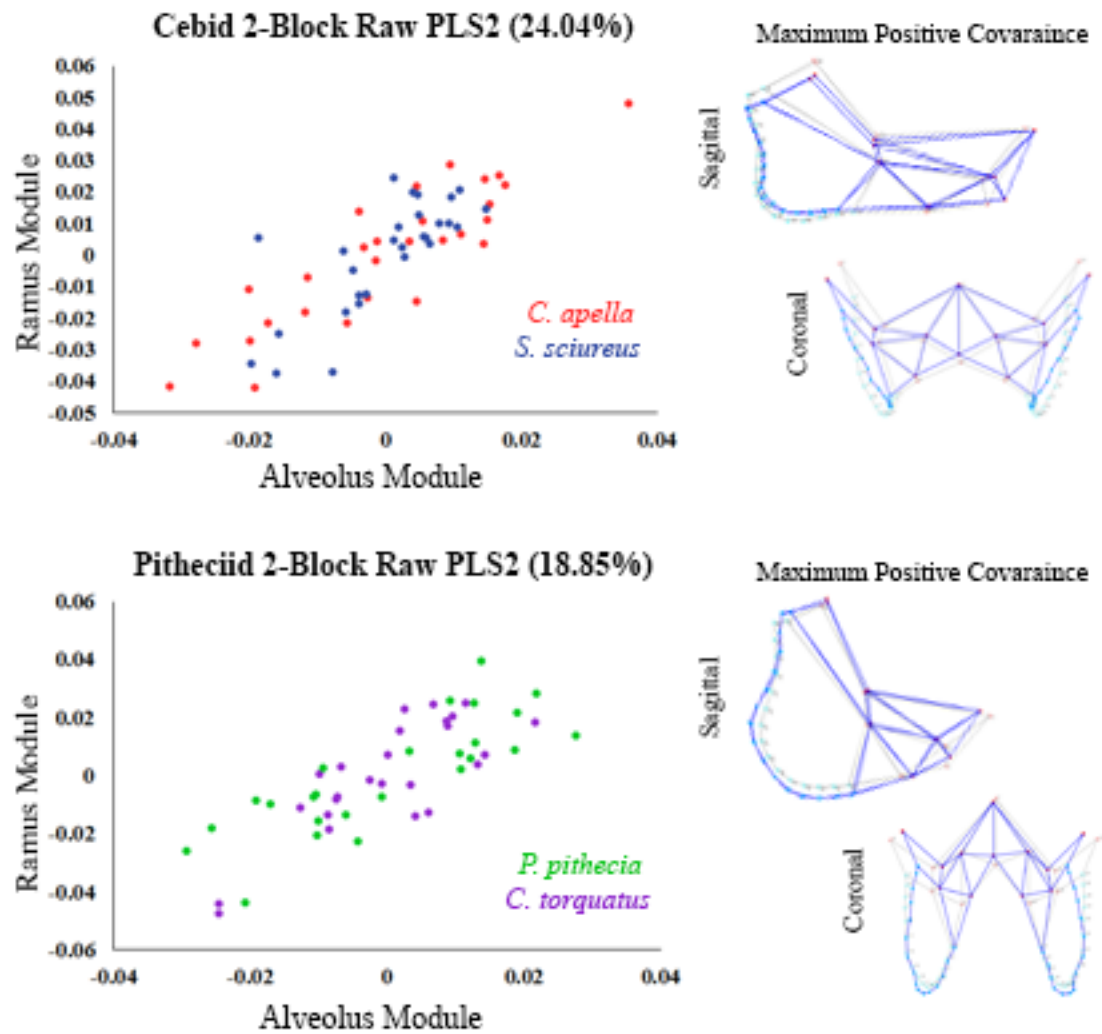 Cebid 2-Block Raw PLS2 (24.04%)
Maximum Positive Covaraince
0.06
0.05
0.04
0.03
0.02
0.01
0
-0.01
-0.02
-0.03
-0.04
-0.05
Ramus Module
-0.04
-0.02
0
0.02
0.04
Alveolus Module
C. apella
S. sciureus
Sagittal
Coronal
Pitheciid 2-Block Raw PLS2 (18.85%)
Maximum Positive Covaraince
0.06
0.04
0.02
0
-0.02
-0.04
-0.06
Ramus Module
-0.04
-0.02
0
0.02
0.04
Alveolus Module
P. pithecia
C. torquatus
Sagittal
Coronal